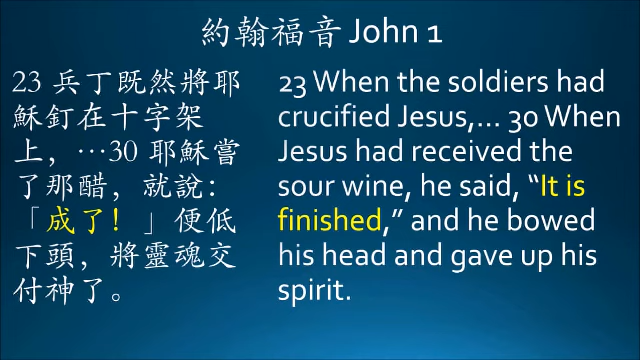 約翰福音 John 1
23 兵丁既然將耶
穌釘在十字架
上，…30 耶穌嘗
了那醋，就說：
「成了！」便低
下頭，將靈魂交
付神了。
23 When the soldiers had
crucified Jesus,... 30 When
Jesus had received the
sour wine, he said, “It is
finished,” and he bowed
his head and gave up his
spirit.